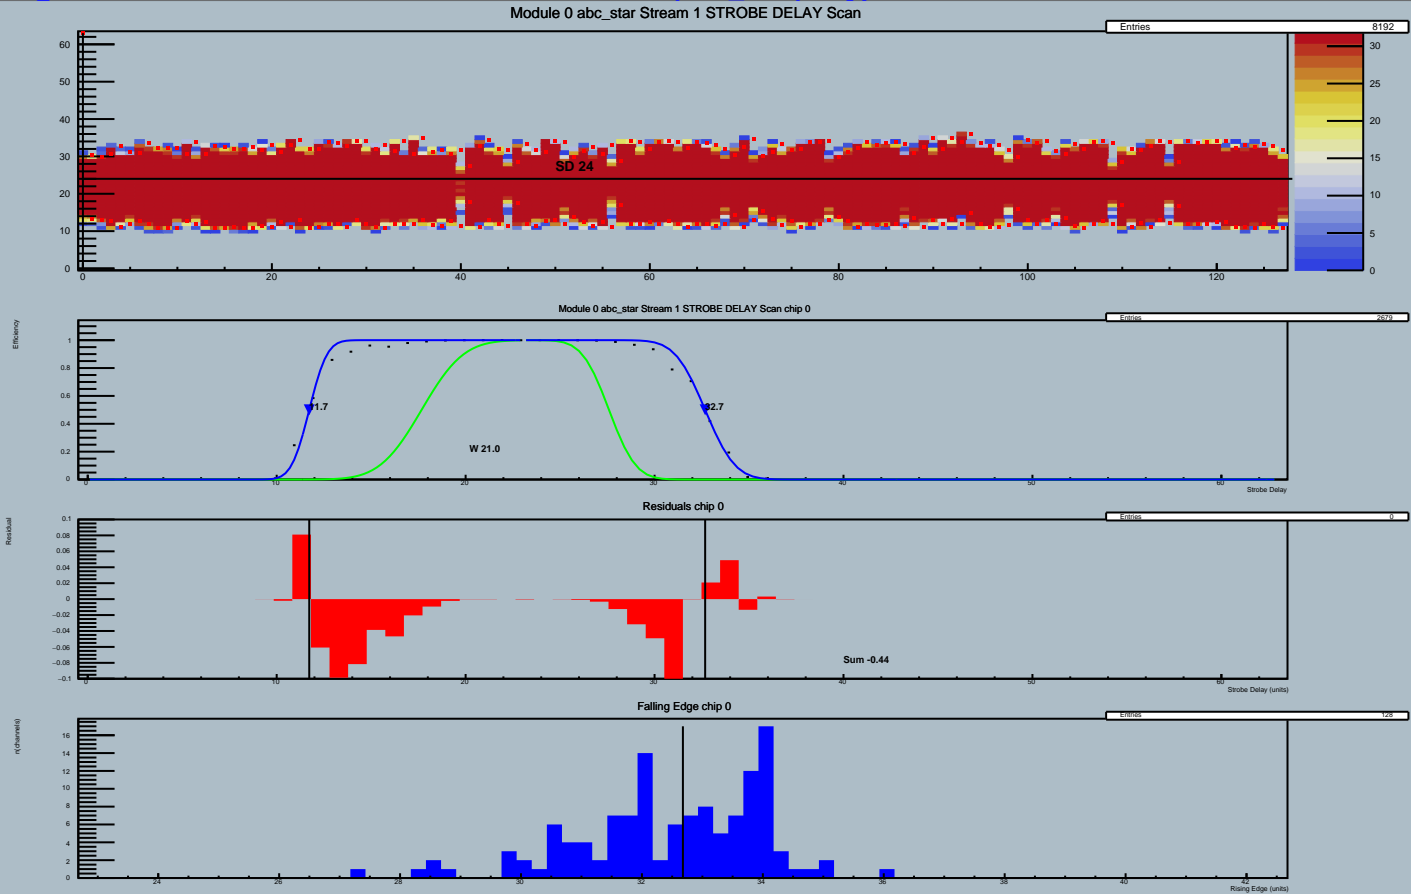 Module 0 abc_star Stream 1 STROBE DELAY Scan
Entries 8192
60
50
40
30
20
10
0
SD 24
0 20 40 60 80 100 120
30
25
20
15
10
5
0
Module 0 abc_star Stream 1 STROBE DELAY Scan chip 0
Entries 2679
Efficiency
1
0.8
0.6
0.4
0.2
0
11.7
32.7
W 21.0
0 10 20 30 40 50 60
Strobe Delay
Residuals chip 0
Entries 0
Residual
0.1
0.08
0.06
0.04
0.02
0
−0.02
−0.04
−0.06
−0.08
−0.1
Sum -0.44
0 10 20 30 40 50 60
Strobe Delay (units)
Falling Edge chip 0
Entries 128
n(channels)
16
14
12
10
8
6
4
2
0
24 26 28 30 32 34 36 38 40 42
Rising Edge (units)